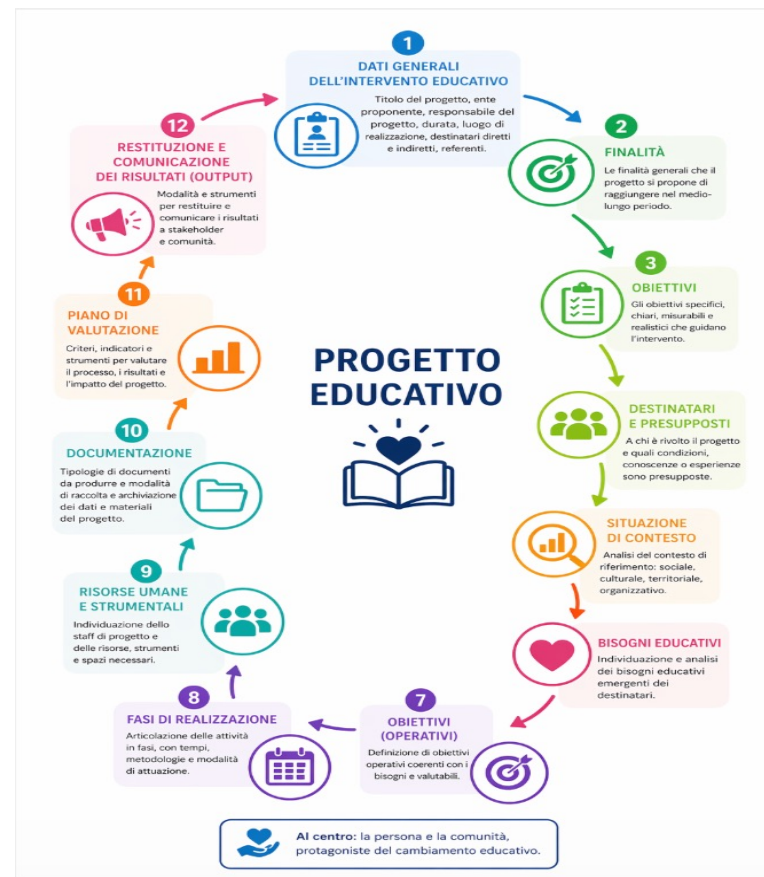 1
DATI GENERALI
DELL'INTERVENTO EDUCATIVO
Titolo del progetto, ente
proponente, responsabile del
progetto, durata, luogo di
realizzazione, destinatari diretti
e indiretti, referenti.
2
FINALITÀ
Le finalità generali che il
progetto si propone di
raggiungere nel medio-
lungo periodo.
3
OBIETTIVI
Gli obiettivi specifici,
chiari, misurabili e
realistici che guidano
l'intervento.
DESTINATARI
E PRESUPPOSTI
A chi è rivolto il progetto
e quali condizioni,
conoscenze o esperienze
sono presupposte.
SITUAZIONE
DI CONTESTO
Analisi del contesto di
riferimento: sociale,
culturale, territoriale,
organizzativo.
BISOGNI EDUCATIVI
Individuazione e analisi
dei bisogni educativi
emergenti dei
destinatari.
7
OBIETTIVI
(OPERATIVI)
Definizione di obiettivi
operativi coerenti con i
bisogni e valutabili.
8
FASI DI REALIZZAZIONE
Articolazione delle attività
in fasi, con tempi,
metodologie e modalità
di attuazione.
9
RISORSE UMANE
E STRUMENTALI
Individuazione dello
staff di progetto e
delle risorse, strumenti
e spazi necessari.
10
DOCUMENTAZIONE
Tipologie di documenti
da produrre e modalità
di raccolta e archiviazione
dei dati e materiali
del progetto.
11
PIANO DI
VALUTAZIONE
Criteri, indicatori e
strumenti per valutare
il processo, i risultati e
l'impatto del progetto.
12
RESTITUZIONE E
COMUNICAZIONE
DEI RISULTATI (OUTPUT)
Modalità e strumenti
per restituire e
comunicare i risultati
a stakeholder
e comunità.
PROGETTO
EDUCATIVO
Al centro: la persona e la comunità,
protagoniste del cambiamento educativo.